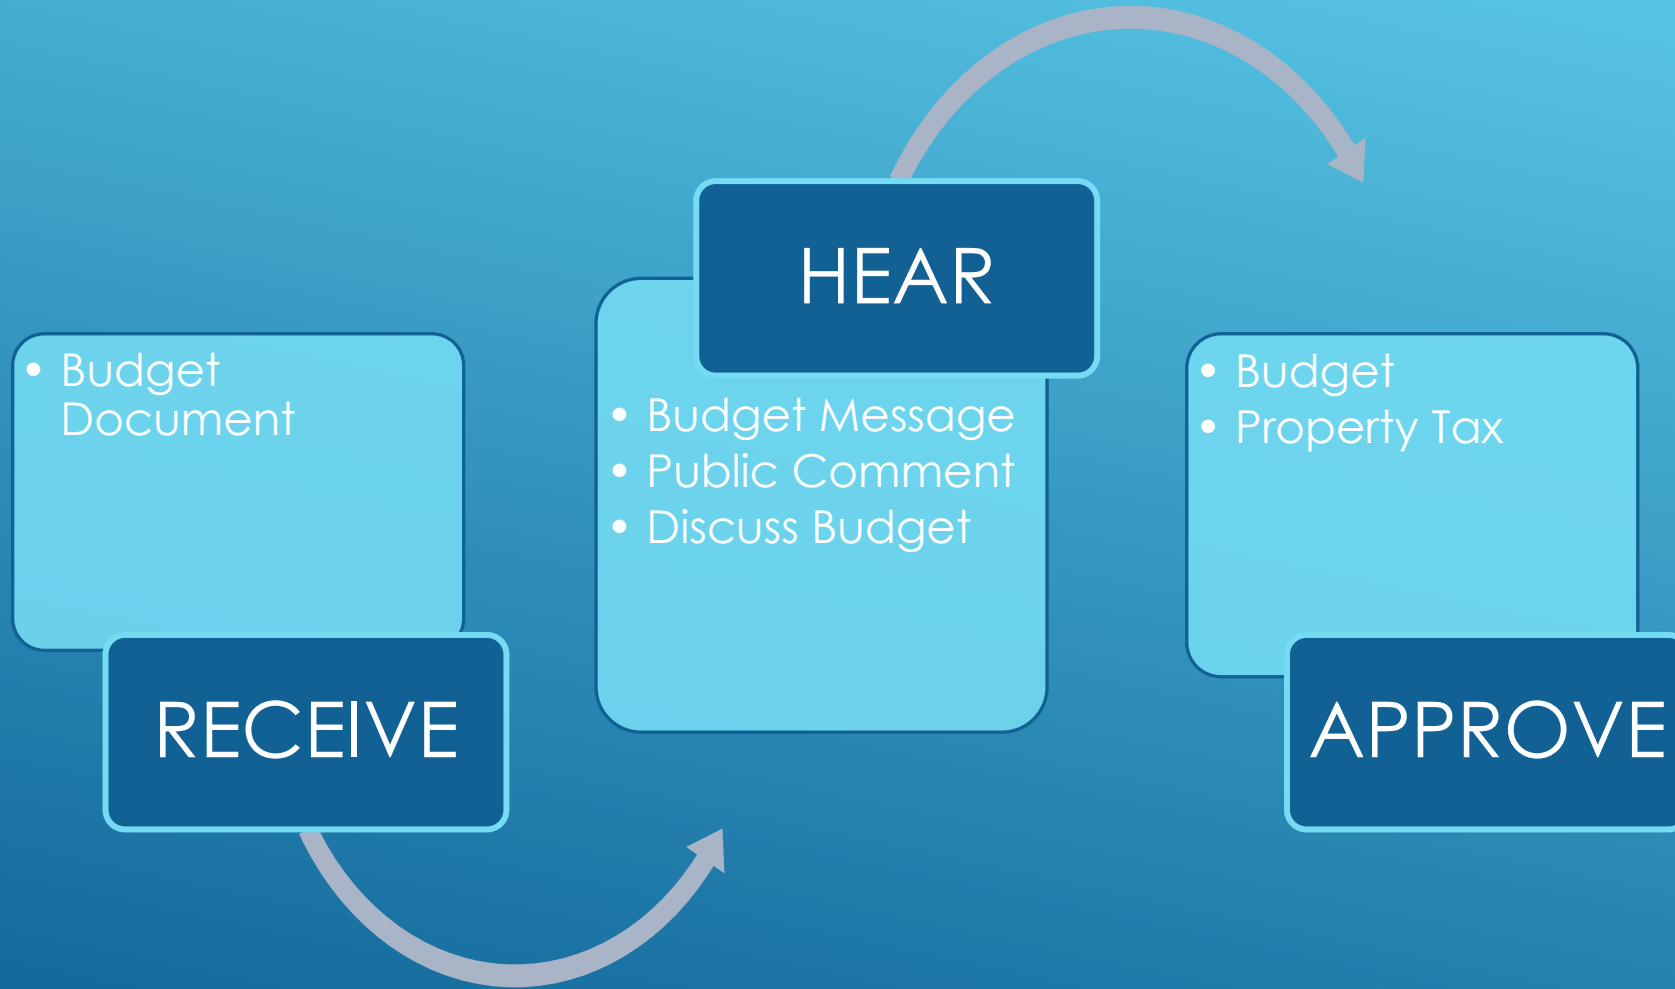 • Budget
Document
RECEIVE
HEAR
• Budget Message
• Public Comment
• Discuss Budget
• Budget
• Property Tax
APPROVE